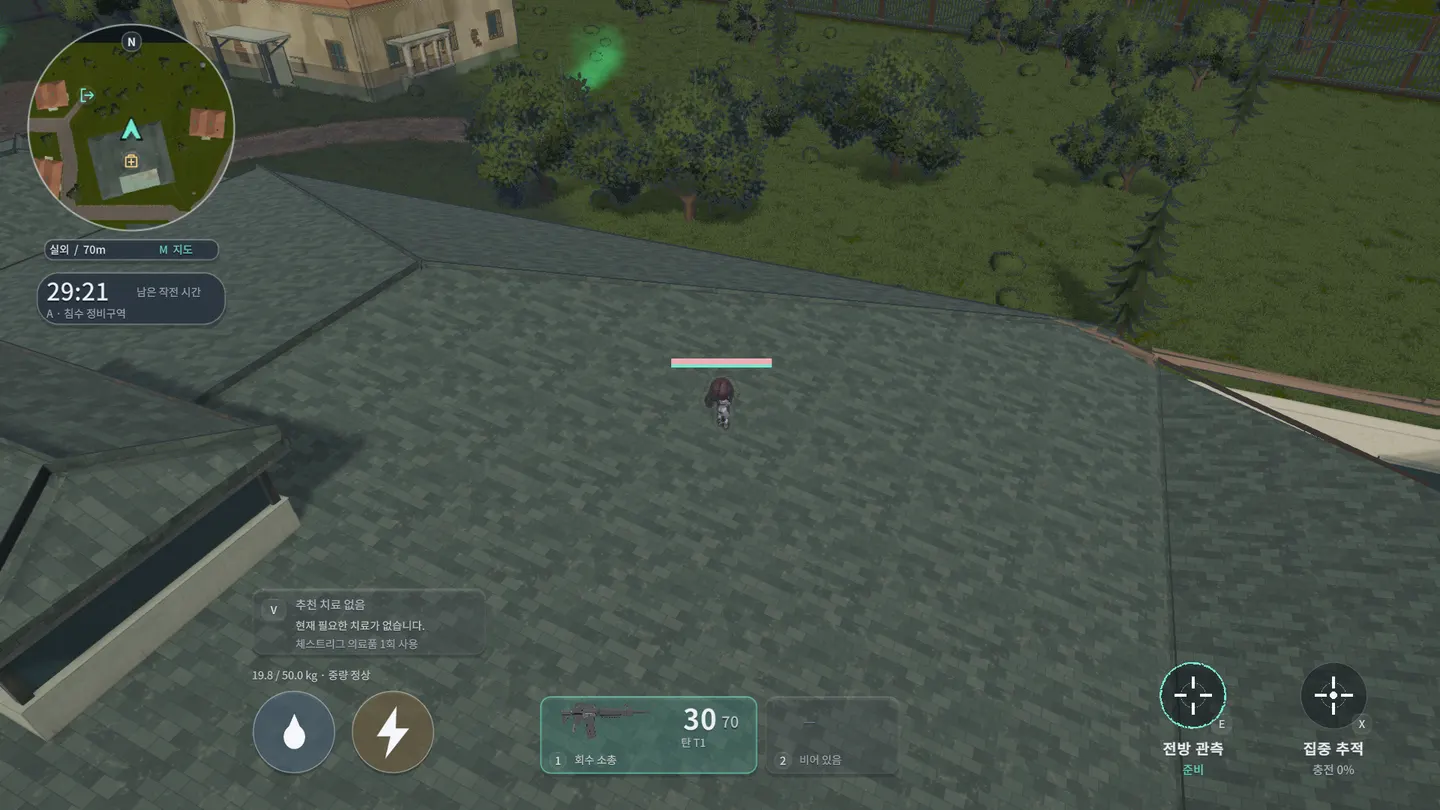 N
실외 / 70m M 지도
29:21 남은 작전 시간
A · 침수 정비구역
V 추천 치료 없음
현재 필요한 치료가 없습니다.
체스트리그 의료품 1회 사용
19.8 / 50.0 kg · 중량 정상
30 70
탄 T1
1 회수 소총
2 비어 있음
E
전방 관측
준비
X
집중 추적
충전 0%